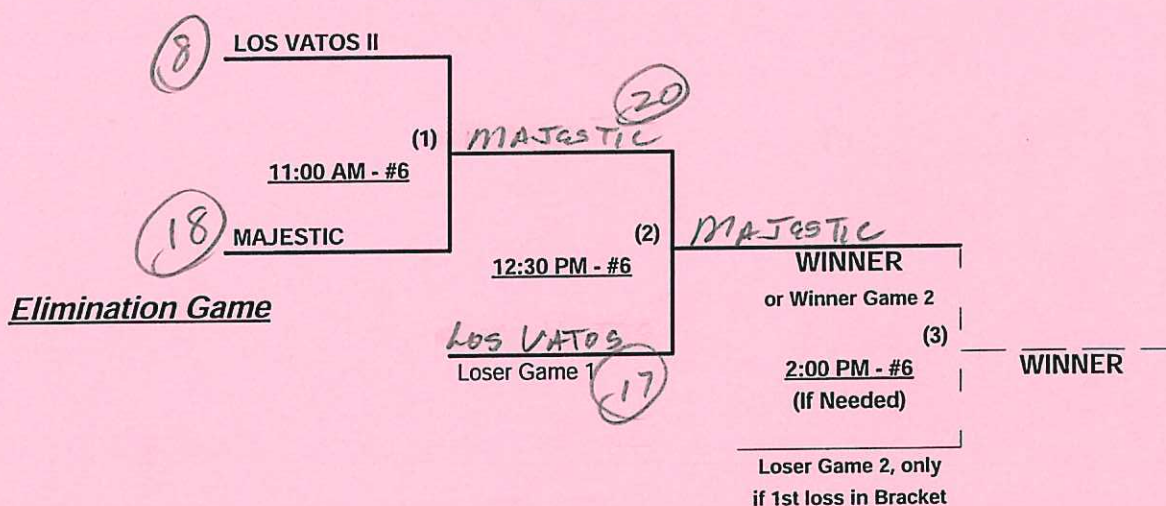 8
LOS VATOS II
20
(1)
MAJESTIC
11:00 AM - #6
18
MAJESTIC
(2)
MAJESTIC
12:30 PM - #6
WINNER
or Winner Game 2
Elimination Game
LOS VATOS
(3)
Loser Game 1
17
2:00 PM - #6
WINNER
(If Needed)
Loser Game 2, only
if 1st loss in Bracket